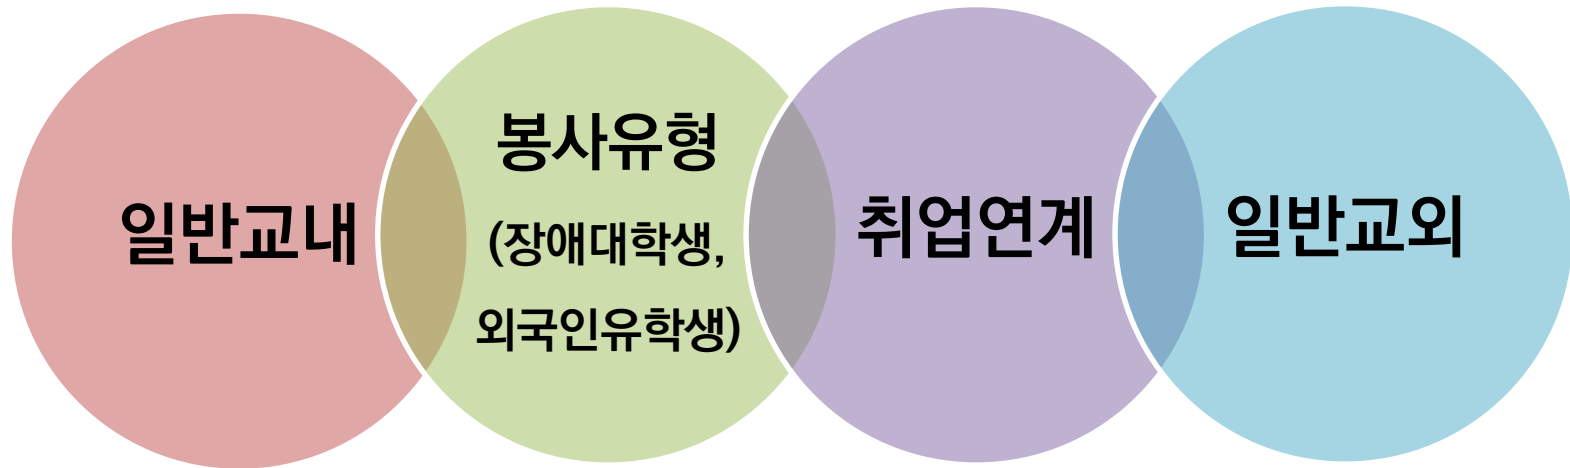 일반교내
봉사유형
(장애대학생,
외국인유학생)
취업연계
일반교외